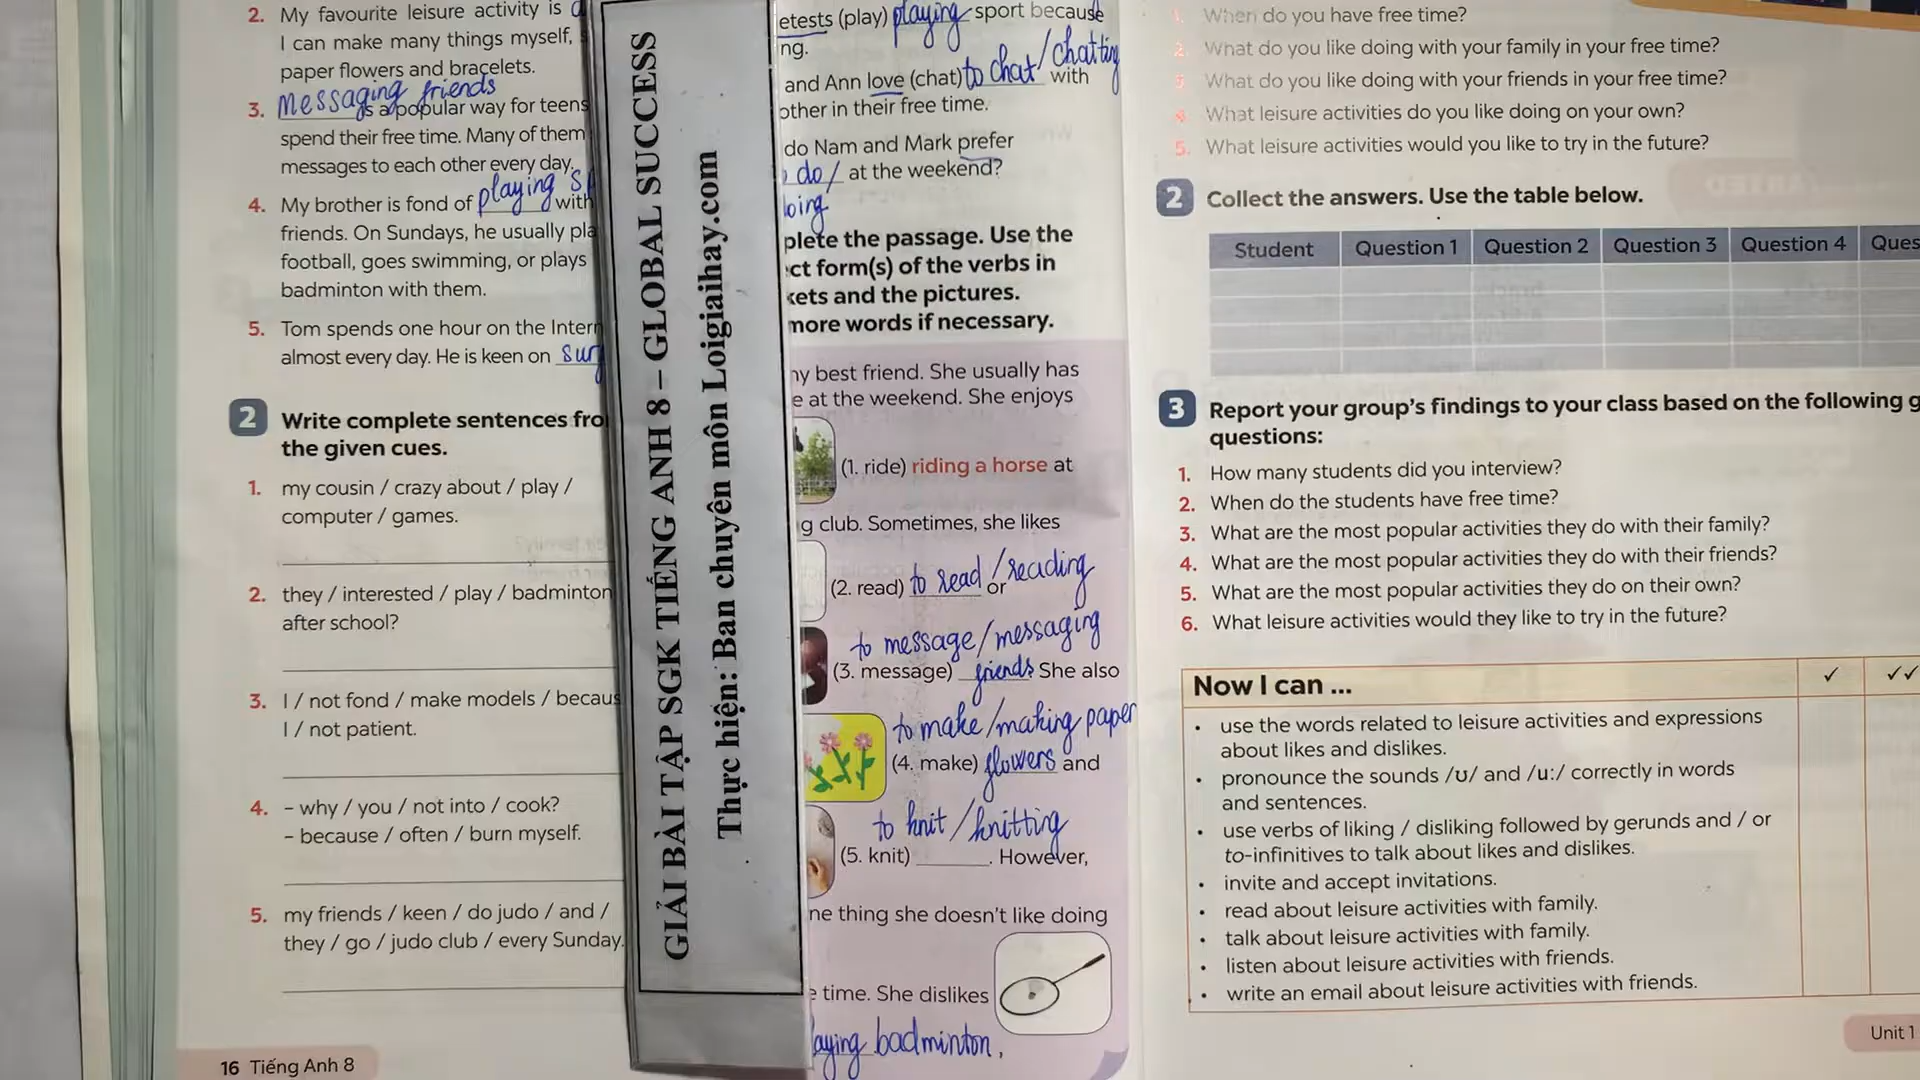 2. My favourite leisure activity is
I can make many things myself,
paper flowers and bracelets.
messaging friends
3. is a popular way for teens
spend their free time. Many of them
messages to each other every day.
4. My brother is fond of playing with
friends. On Sundays, he usually
football, goes swimming, or plays
badminton with them.
5. Tom spends one hour on the
almost every day. He is keen on
2 Write complete sentences
the given cues.
1. my cousin / crazy about / play /
computer / games.
2. they / interested / play / badminton
after school?
3. I / not fond / make models /
I / not patient.
4. – why / you / not into / cook?
– because / often / burn myself.
5. my friends / keen / do judo / and /
they / go / judo club / every Sunday.
16 Tiếng Anh 8
GIẢI BÀI TẬP SGK TIẾNG ANH 8 – GLOBAL SUCCESS
Thực hiện: Ban chuyên môn Loigiaihay.com
(play) playing sport because
to chat / chatting
and Ann love (chat) with
other in their free time.
do Nam and Mark prefer
do / at the weekend?
the passage. Use the
form(s) of the verbs in
and the pictures.
more words if necessary.
best friend. She usually has
at the weekend. She enjoys
(1. ride) riding a horse at
club. Sometimes, she likes
(2. read) to read / reading or
to message / messaging
(3. message) friends. She also
to make / making paper
(4. make) flowers and
to knit / knitting
(5. knit) ______. However,
thing she doesn't like doing
time. She dislikes
badminton,
1. When do you have free time?
2. What do you like doing with your family in your free time?
3. What do you like doing with your friends in your free time?
4. What leisure activities do you like doing on your own?
5. What leisure activities would you like to try in the future?
2 Collect the answers. Use the table below.
Student Question 1 Question 2 Question 3 Question 4
3 Report your group's findings to your class based on the following
questions:
1. How many students did you interview?
2. When do the students have free time?
3. What are the most popular activities they do with their family?
4. What are the most popular activities they do with their friends?
5. What are the most popular activities they do on their own?
6. What leisure activities would they like to try in the future?
Now I can ... ✓ ✓✓
• use the words related to leisure activities and expressions
about likes and dislikes.
• pronounce the sounds /ʊ/ and /uː/ correctly in words
and sentences.
• use verbs of liking / disliking followed by gerunds and / or
to-infinitives to talk about likes and dislikes.
• invite and accept invitations.
• read about leisure activities with family.
• talk about leisure activities with family.
• listen about leisure activities with friends.
• write an email about leisure activities with friends.
Unit 1